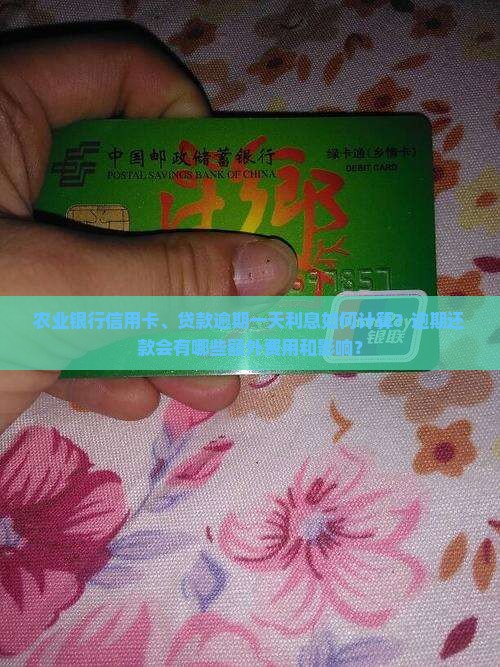 中国邮政储蓄银行
POSTAL SAVINGS BANK OF CHINA
绿卡通(乡情卡)
DEBIT CARD
乡
97857
农业银行信用卡、贷款逾期一天利息如何计算?逾期还
款会有哪些额外费用和影响?
银联